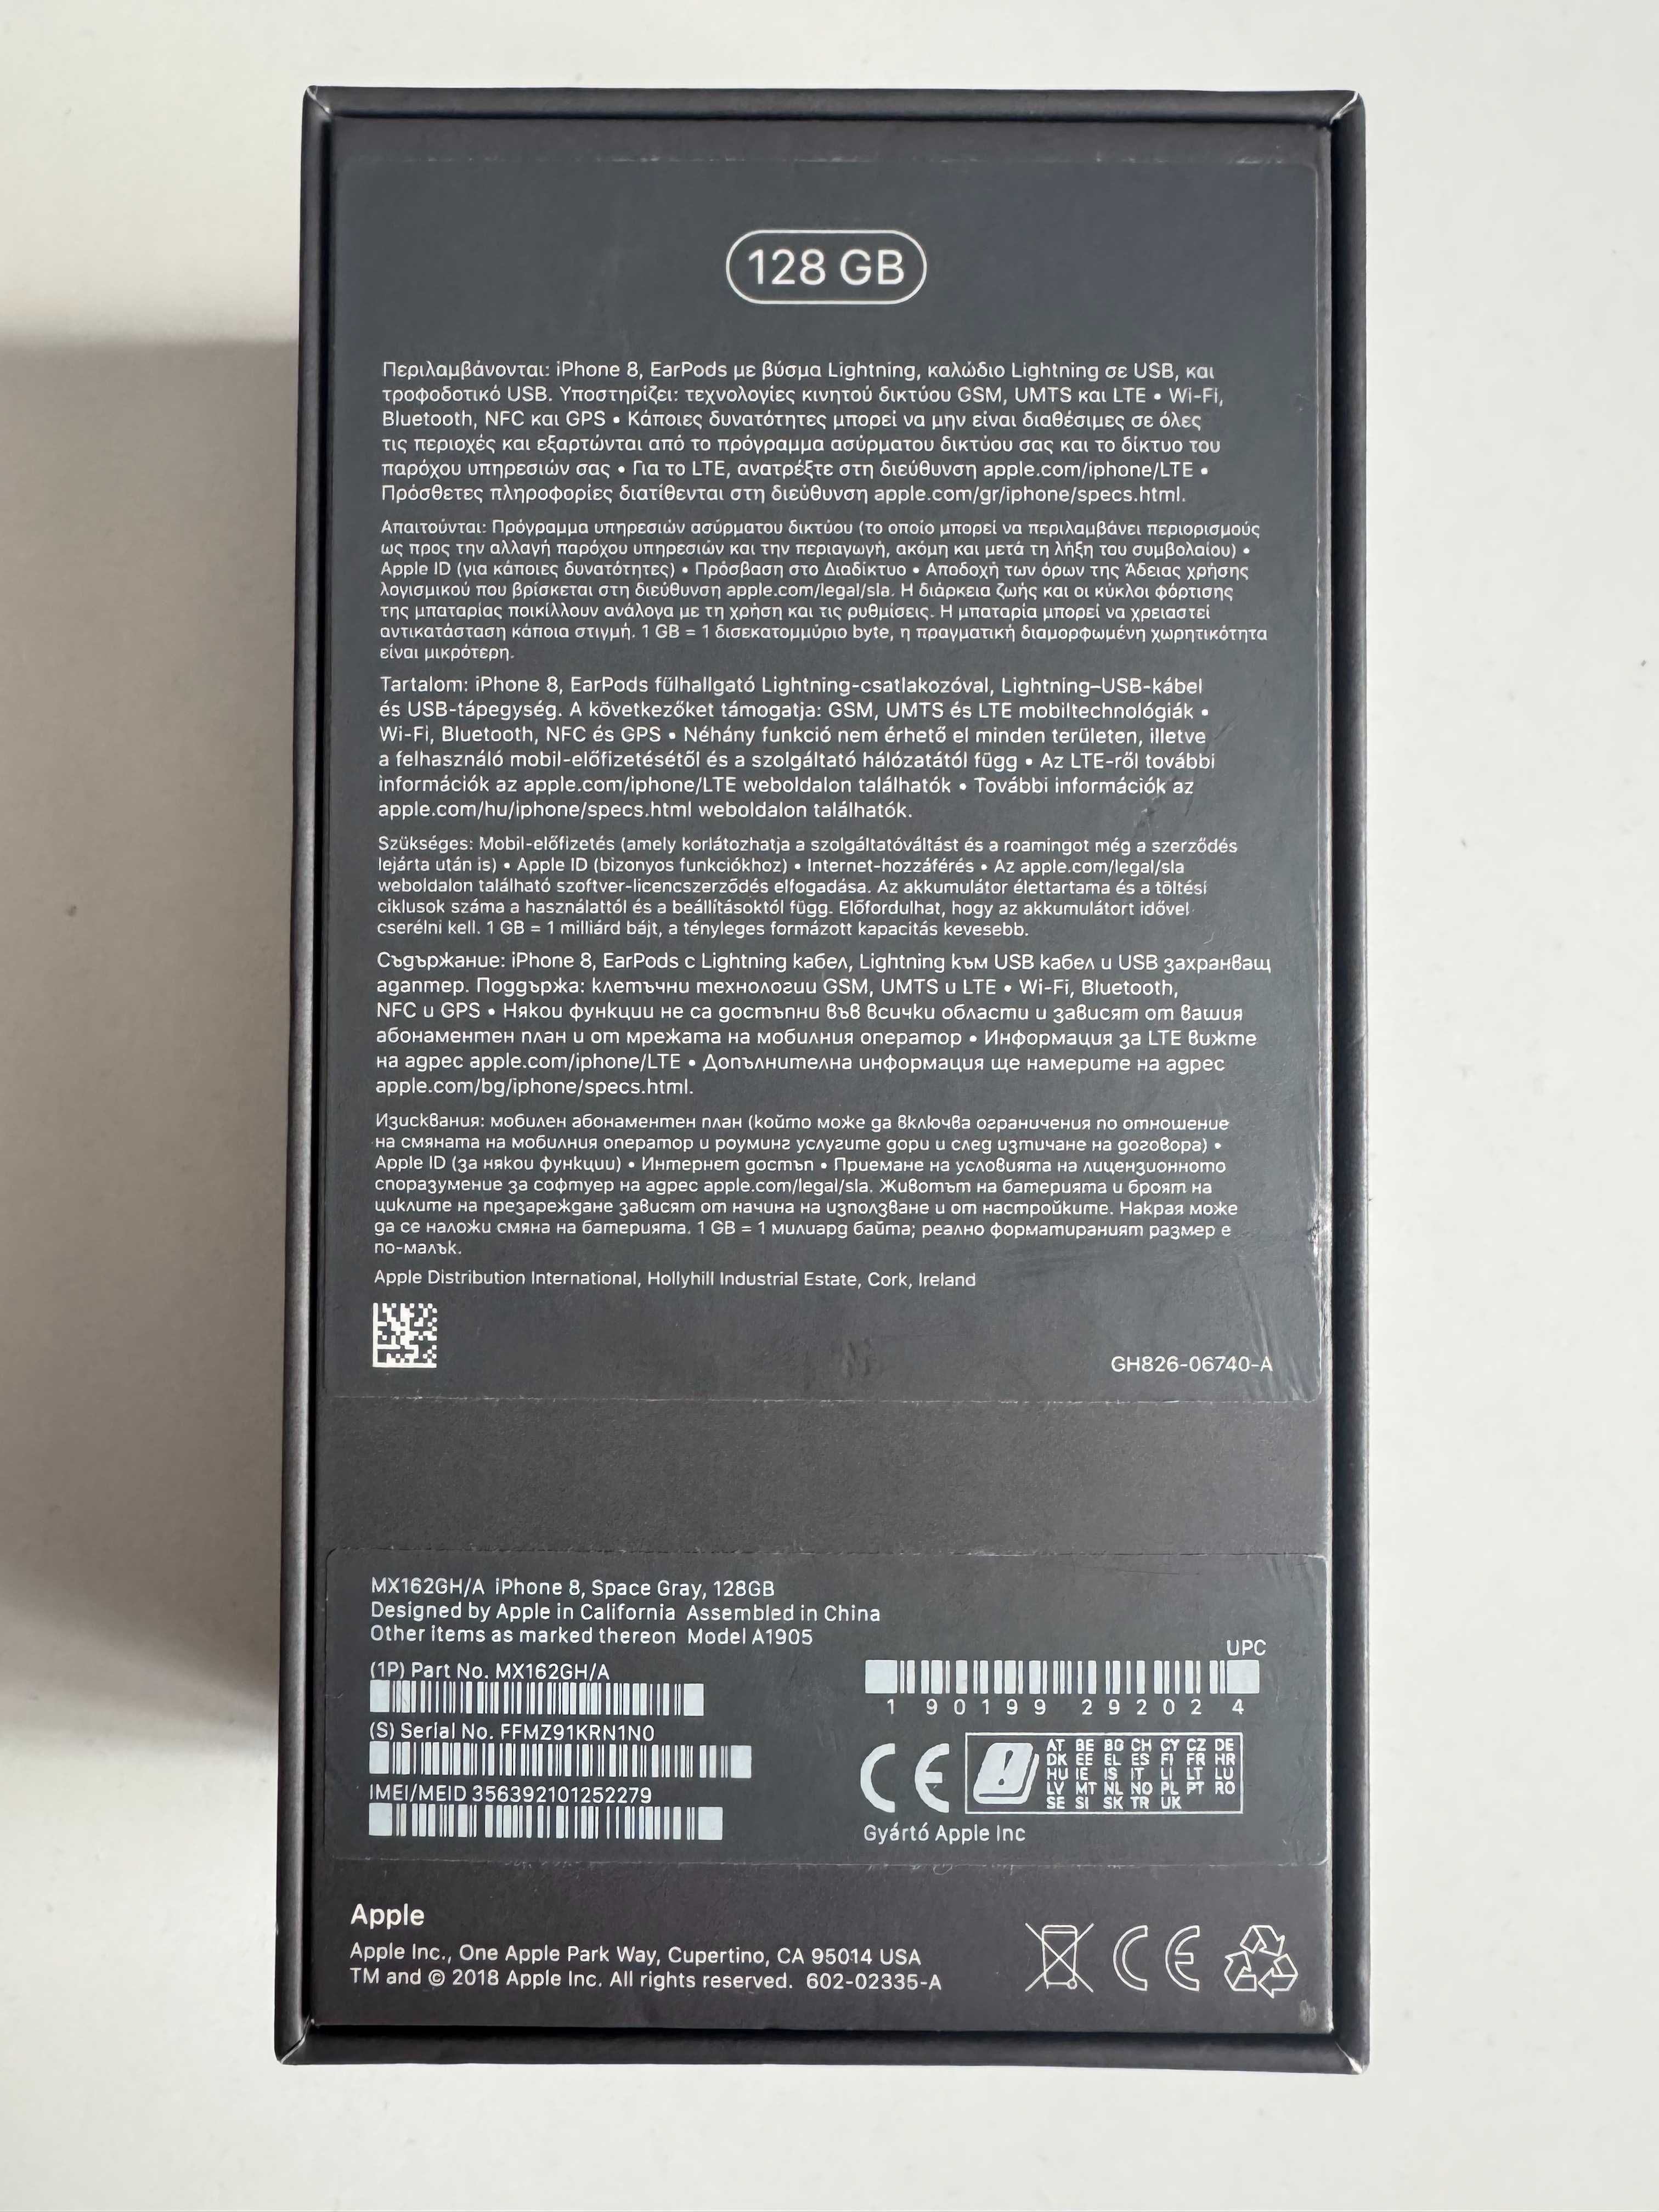 128 GB
Περιλαμβάνονται: iPhone 8, EarPods με βύσμα Lightning, καλώδιο Lightning σε USB, και
τροφοδοτικό USB. Υποστηρίζει: τεχνολογίες κινητού δικτύου GSM, UMTS και LTE • Wi-Fi,
Bluetooth, NFC και GPS • Κάποιες δυνατότητες μπορεί να μην είναι διαθέσιμες σε όλες
τις περιοχές και εξαρτώνται από το πρόγραμμα ασύρματου δικτύου σας και το δίκτυο του
παρόχου υπηρεσιών σας • Για το LTE, ανατρέξτε στη διεύθυνση apple.com/iphone/LTE •
Πρόσθετες πληροφορίες διατίθενται στη διεύθυνση apple.com/gr/iphone/specs.html.
Απαιτούνται: Πρόγραμμα υπηρεσιών ασύρματου δικτύου (το οποίο μπορεί να περιλαμβάνει περιορισμούς
ως προς την αλλαγή παρόχου υπηρεσιών και την περιαγωγή, ακόμη και μετά τη λήξη του συμβολαίου) •
Apple ID (για κάποιες δυνατότητες) • Πρόσβαση στο Διαδίκτυο • Αποδοχή των όρων της Άδειας χρήσης
λογισμικού που βρίσκεται στη διεύθυνση apple.com/legal/sla. Η διάρκεια ζωής και οι κύκλοι φόρτισης
της μπαταρίας ποικίλλουν ανάλογα με τη χρήση και τις ρυθμίσεις. Η μπαταρία μπορεί να χρειαστεί
αντικατάσταση κάποια στιγμή. 1 GB = 1 δισεκατομμύριο byte, η πραγματική διαμορφωμένη χωρητικότητα
είναι μικρότερη.
Tartalom: iPhone 8, EarPods fülhallgató Lightning-csatlakozóval, Lightning–USB-kábel
és USB-tápegység. A következőket támogatja: GSM, UMTS és LTE mobiltechnológiák •
Wi-Fi, Bluetooth, NFC és GPS • Néhány funkció nem érhető el minden területen, illetve
a felhasználó mobil-előfizetésétől és a szolgáltató hálózatától függ • Az LTE-ről további
információk az apple.com/iphone/LTE weboldalon találhatók • További információk az
apple.com/hu/iphone/specs.html weboldalon találhatók.
Szükséges: Mobil-előfizetés (amely korlátozhatja a szolgáltatóváltást és a roamingot még a szerződés
lejárta után is) • Apple ID (bizonyos funkciókhoz) • Internet-hozzáférés • Az apple.com/legal/sla
weboldalon található szoftver-licencszerződés elfogadása. Az akkumulátor élettartama és a töltési
ciklusok száma a használattól és a beállításoktól függ. Előfordulhat, hogy az akkumulátort idővel
cserélni kell. 1 GB = 1 milliárd bájt, a tényleges formázott kapacitás kevesebb.
Съдържание: iPhone 8, EarPods с Lightning кабел, Lightning към USB кабел и USB захранващ
адаптер. Поддържа: клетъчни технологии GSM, UMTS и LTE • Wi-Fi, Bluetooth,
NFC и GPS • Някои функции не са достъпни във всички области и зависят от вашия
абонаментен план и от мрежата на мобилния оператор • Информация за LTE вижте
на адрес apple.com/iphone/LTE • Допълнителна информация ще намерите на адрес
apple.com/bg/iphone/specs.html.
Изисквания: мобилен абонаментен план (който може да включва ограничения по отношение
на смяната на мобилния оператор и роуминг услугите дори и след изтичане на договора) •
Apple ID (за някои функции) • Интернет достъп • Приемане на условията на лицензионното
споразумение за софтуер на адрес apple.com/legal/sla. Животът на батерията и броят на
циклите на презареждане зависят от начина на използване и от настройките. Накрая може
да се наложи смяна на батерията. 1 GB = 1 милиард байта; реално форматираният размер е
по-малък.
Apple Distribution International, Hollyhill Industrial Estate, Cork, Ireland
GH826-06740-A
MX162GH/A iPhone 8, Space Gray, 128GB
Designed by Apple in California Assembled in China
Other items as marked thereon Model A1905
(1P) Part No. MX162GH/A
(S) Serial No. FFMZ91KRN1N0
IMEI/MEID 356392101252279
UPC
1 90199 29202 4
CE
AT BE BG CH CY CZ DE
DK EE EL ES FI FR HR
HU IE IS IT LI LT LU
LV MT NL NO PL PT RO
SE SI SK TR UK
Gyártó Apple Inc
Apple
Apple Inc., One Apple Park Way, Cupertino, CA 95014 USA
TM and © 2018 Apple Inc. All rights reserved. 602-02335-A
CE